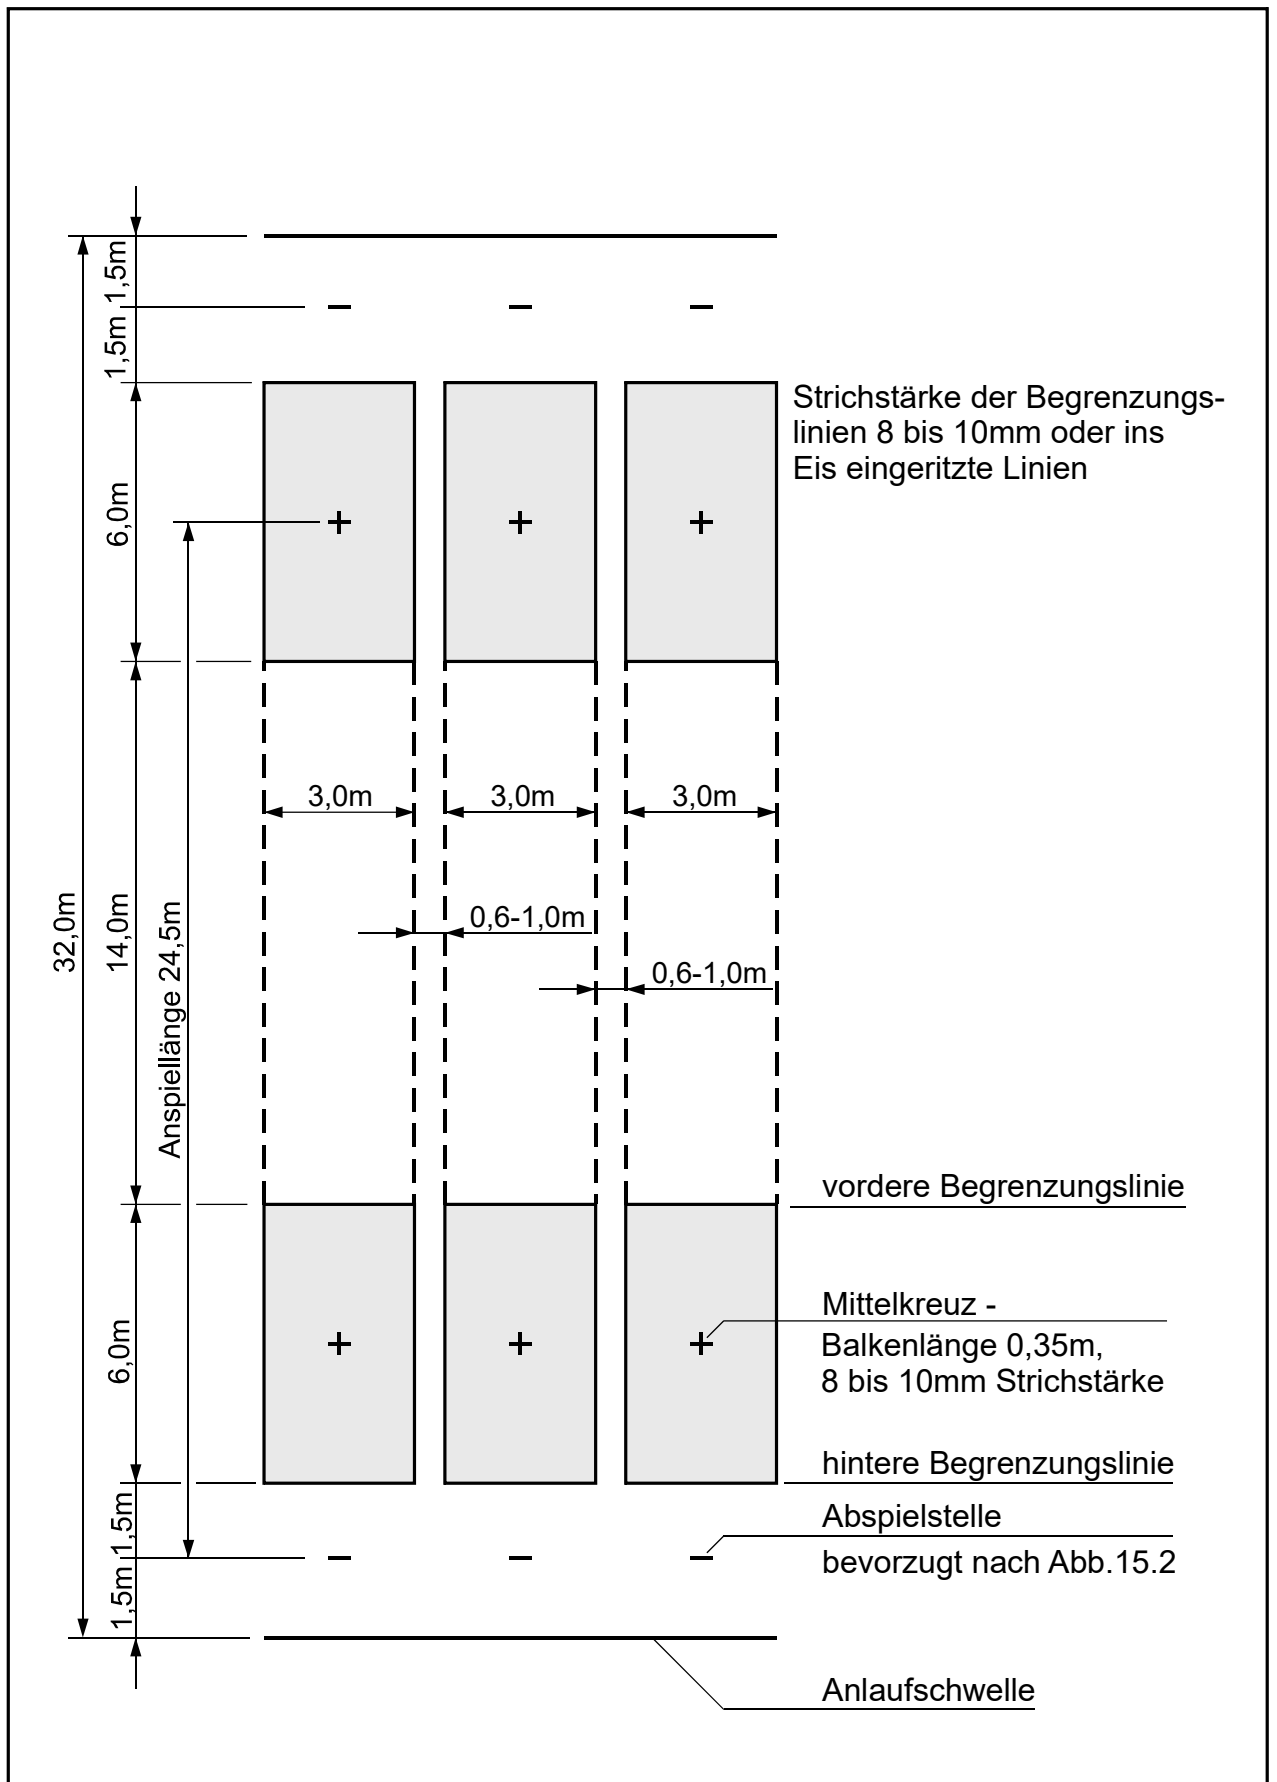 1,5m
1,5m
Strichstärke der Begrenzungs-
linien 8 bis 10mm oder ins
Eis eingeritzte Linien
6,0m
3,0m 3,0m 3,0m
32,0m
14,0m
Anspiellänge 24,5m
0,6-1,0m
0,6-1,0m
vordere Begrenzungslinie
6,0m
Mittelkreuz -
Balkenlänge 0,35m,
8 bis 10mm Strichstärke
hintere Begrenzungslinie
1,5m
1,5m
Abspielstelle
bevorzugt nach Abb.15.2
Anlaufschwelle